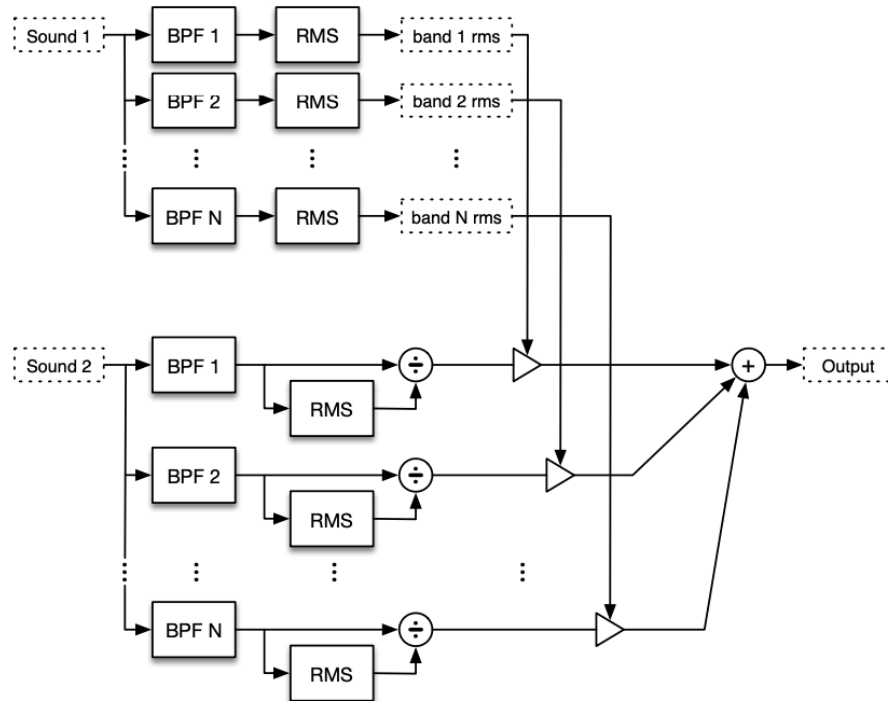 Sound 1 BPF 1 RMS band 1 rms
BPF 2 RMS band 2 rms
BPF N RMS band N rms
Sound 2 BPF 1 ÷ + Output
RMS
BPF 2 ÷
RMS
BPF N ÷
RMS